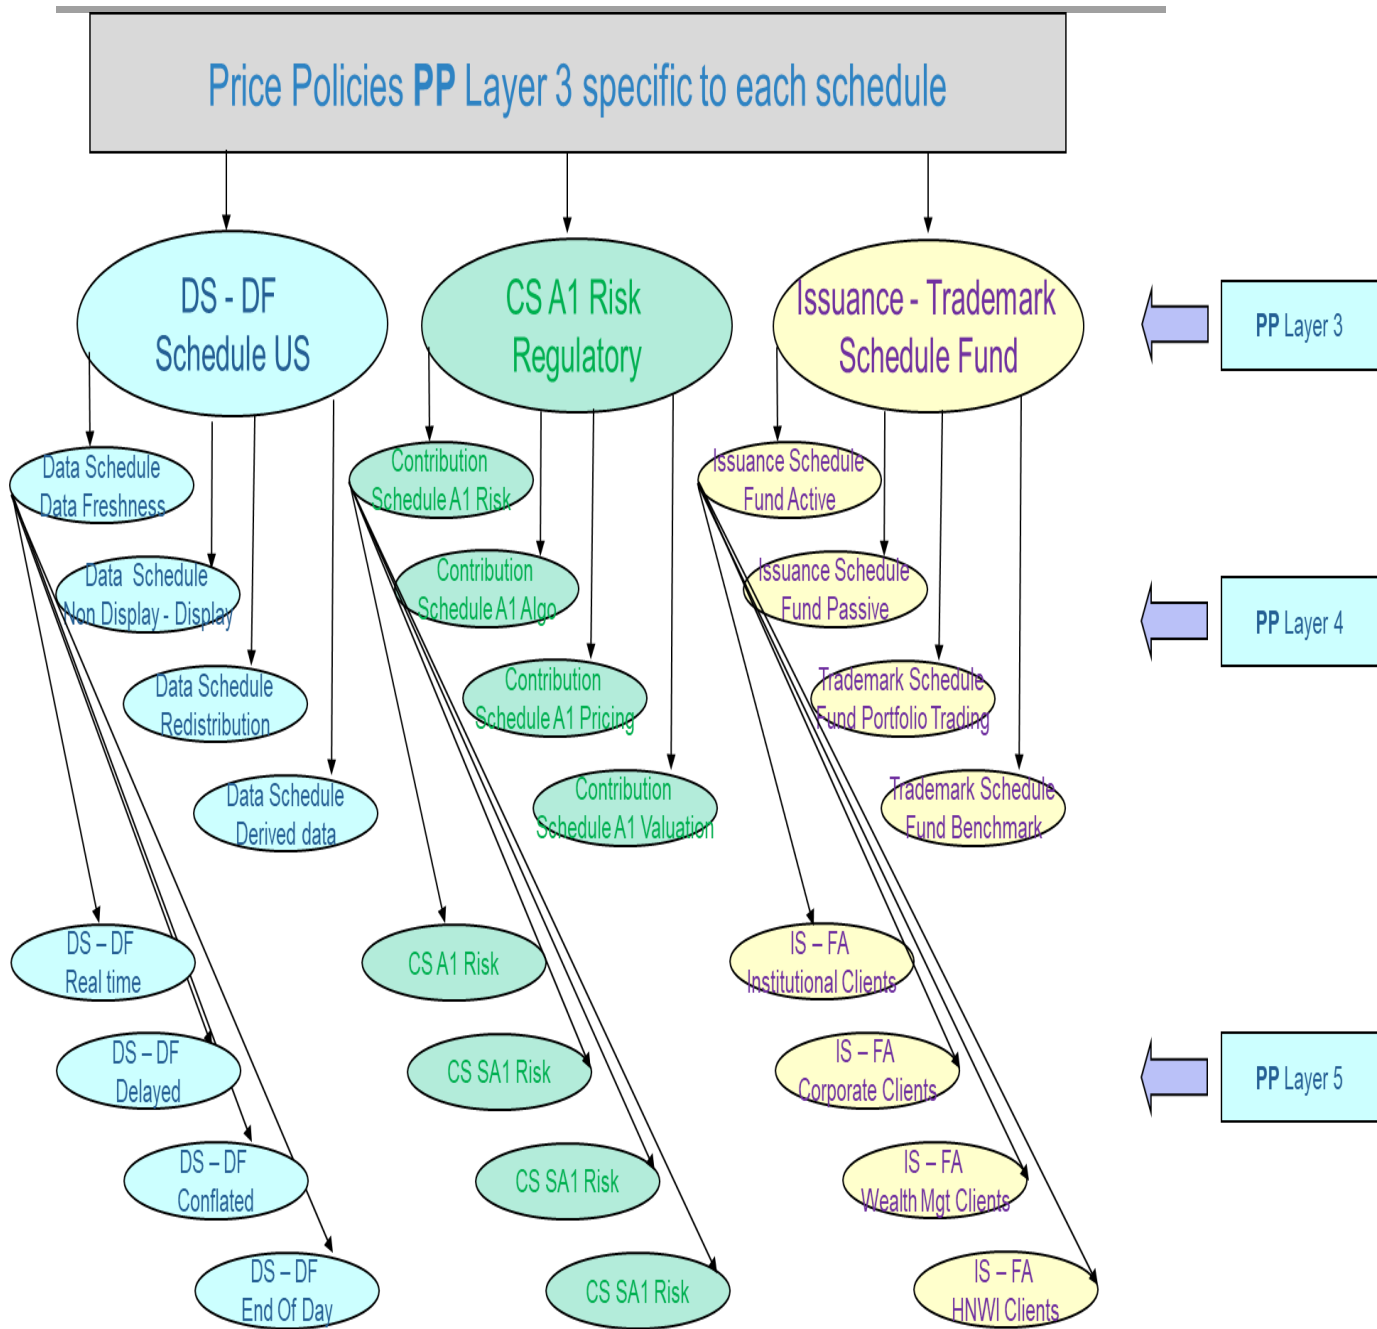 Price Policies PP Layer 3 specific to each schedule
DS - DF
Schedule US
CS A1 Risk
Regulatory
Issuance - Trademark
Schedule Fund
PP Layer 3
Data Schedule
Data Freshness
Contribution
Schedule A1 Risk
Issuance Schedule
Fund Active
Data Schedule
Non Display - Display
Contribution
Schedule A1 Algo
Issuance Schedule
Fund Passive
PP Layer 4
Data Schedule
Redistribution
Contribution
Schedule A1 Pricing
Trademark Schedule
Fund Portfolio Trading
Data Schedule
Derived data
Contribution
Schedule A1 Valuation
Trademark Schedule
Fund Benchmark
DS – DF
Real time
CS A1 Risk
IS – FA
Institutional Clients
DS – DF
Delayed
CS SA1 Risk
IS – FA
Corporate Clients
PP Layer 5
DS – DF
Conflated
CS SA1 Risk
IS – FA
Wealth Mgt Clients
DS – DF
End Of Day
CS SA1 Risk
IS – FA
HNWI Clients